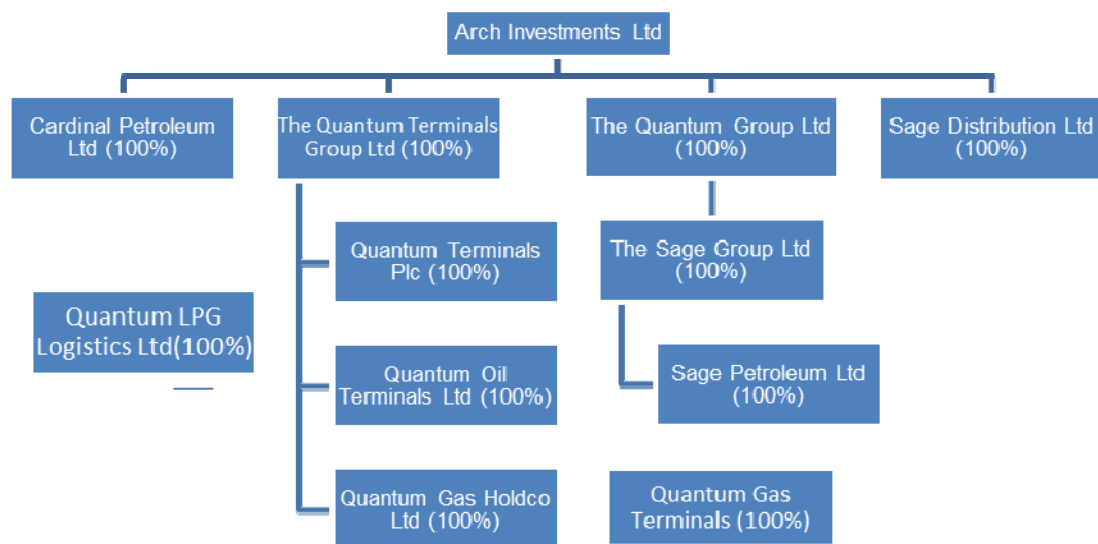 Arch Investments Ltd
Cardinal Petroleum
Ltd (100%)
The Quantum Terminals
Group Ltd (100%)
The Quantum Group Ltd
(100%)
Sage Distribution Ltd
(100%)
Quantum Terminals
Plc (100%)
The Sage Group Ltd
(100%)
Quantum LPG
Logistics Ltd(100%)
Quantum Oil
Terminals Ltd (100%)
Sage Petroleum Ltd
(100%)
Quantum Gas Holdco
Ltd (100%)
Quantum Gas
Terminals (100%)